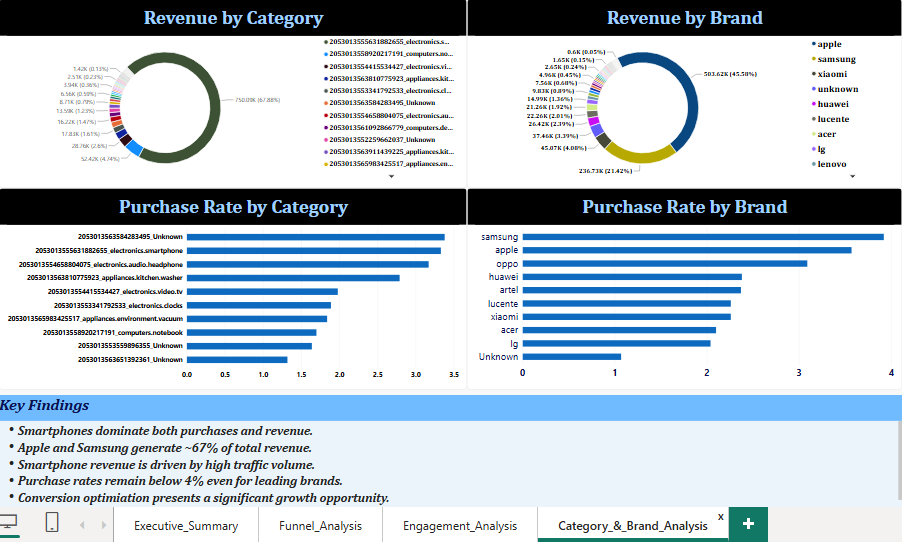 Revenue by Category
1.42K (0.13%)
2.51K (0.23%)
3.94K (0.36%)
6.56K (0.59%)
8.71K (0.79%)
13.59K (1.23%)
16.22K (1.47%)
17.83K (1.61%)
28.76K (2.6%)
52.42K (4.74%)
750.09K (67.88%)
2053013555631882655_electronics.s...
2053013558920217191_computers.no...
2053013554415534427_electronics.vi...
2053013563810775923_appliances.kit...
2053013553341792533_electronics.cl...
2053013563584283495_Unknown
2053013554658804075_electronics.au...
2053013561092866779_computers.de...
2053013552259662037_Unknown
2053013563911439225_appliances.kit...
2053013565983425517_appliances.en...
Revenue by Brand
0.6K (0.05%)
1.65K (0.15%)
2.65K (0.24%)
4.96K (0.45%)
7.56K (0.68%)
9.83K (0.89%)
14.99K (1.36%)
21.26K (1.92%)
22.26K (2.01%)
26.42K (2.39%)
37.46K (3.39%)
45.07K (4.08%)
236.73K (21.42%)
503.62K (45.58%)
apple
samsung
xiaomi
unknown
huawei
lucente
acer
lg
lenovo
Purchase Rate by Category
2053013563584283495_Unknown
2053013555631882655_electronics.smartphone
2053013554658804075_electronics.audio.headphone
2053013563810775923_appliances.kitchen.washer
2053013554415534427_electronics.video.tv
2053013553341792533_electronics.clocks
2053013565983425517_appliances.environment.vacuum
2053013558920217191_computers.notebook
2053013553559896355_Unknown
2053013563651392361_Unknown
0.0 0.5 1.0 1.5 2.0 2.5 3.0 3.5
Purchase Rate by Brand
samsung
apple
oppo
huawei
artel
lucente
xiaomi
acer
lg
Unknown
0 1 2 3 4
Key Findings
• Smartphones dominate both purchases and revenue.
• Apple and Samsung generate ~67% of total revenue.
• Smartphone revenue is driven by high traffic volume.
• Purchase rates remain below 4% even for leading brands.
• Conversion optimiation presents a significant growth opportunity.
Executive_Summary Funnel_Analysis Engagement_Analysis Category_&_Brand_Analysis x +